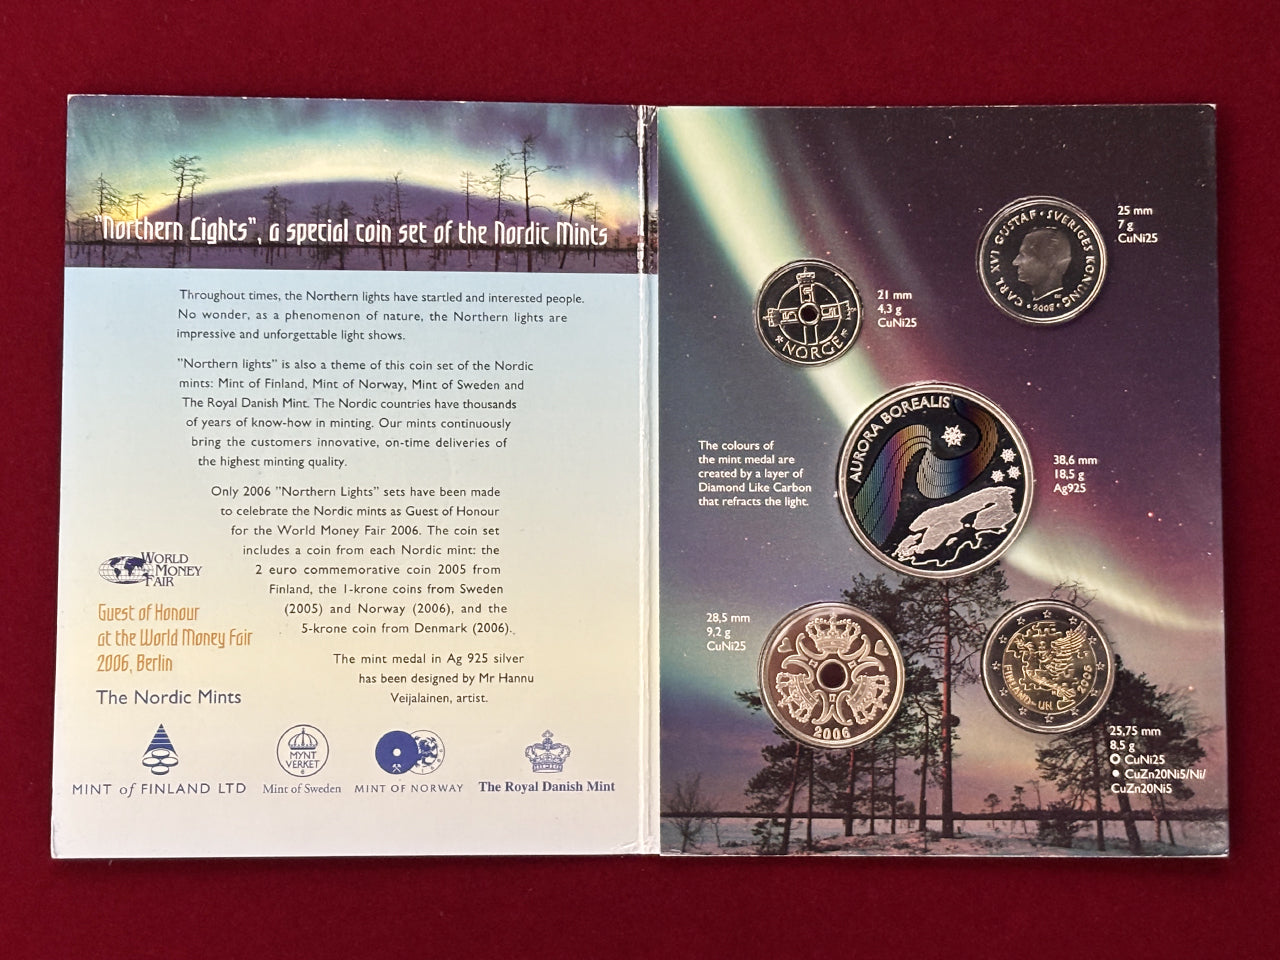 "Northern Lights", a special coin set of the Nordic Mints
Throughout times, the Northern lights have startled and interested people.
No wonder, as a phenomenon of nature, the Northern lights are
impressive and unforgettable light shows.
"Northern lights" is also a theme of this coin set of the Nordic
mints: Mint of Finland, Mint of Norway, Mint of Sweden and
The Royal Danish Mint. The Nordic countries have thousands
of years of know-how in minting. Our mints continuously
bring the customers innovative, on-time deliveries of
the highest minting quality.
Only 2006 "Northern Lights" sets have been made
to celebrate the Nordic mints as Guest of Honour
for the World Money Fair 2006. The coin set
includes a coin from each Nordic mint: the
2 euro commemorative coin 2005 from
Finland, the 1-krone coins from Sweden
(2005) and Norway (2006), and the
5-krone coin from Denmark (2006).
The mint medal in Ag 925 silver
has been designed by Mr Hannu
Veijalainen, artist.
WORLD
MONEY
FAIR
Guest of Honour
at the World Money Fair
2006, Berlin
The Nordic Mints
MINT of FINLAND LTD
MYNT
VERKET
Mint of Sweden
MINT OF NORWAY
The Royal Danish Mint
CARL XVI GUSTAF · SVERIGES KONUNG
25 mm
7 g
CuNi25
NORGE
21 mm
4,3 g
CuNi25
AURORA BOREALIS
The colours of
the mint medal are
created by a layer of
Diamond Like Carbon
that refracts the light.
38,6 mm
18,5 g
Ag925
28,5 mm
9,2 g
CuNi25
2006
FINLAND - UN 2005
25,75 mm
8,5 g
CuNi25
CuZn20Ni5/Ni/
CuZn20Ni5